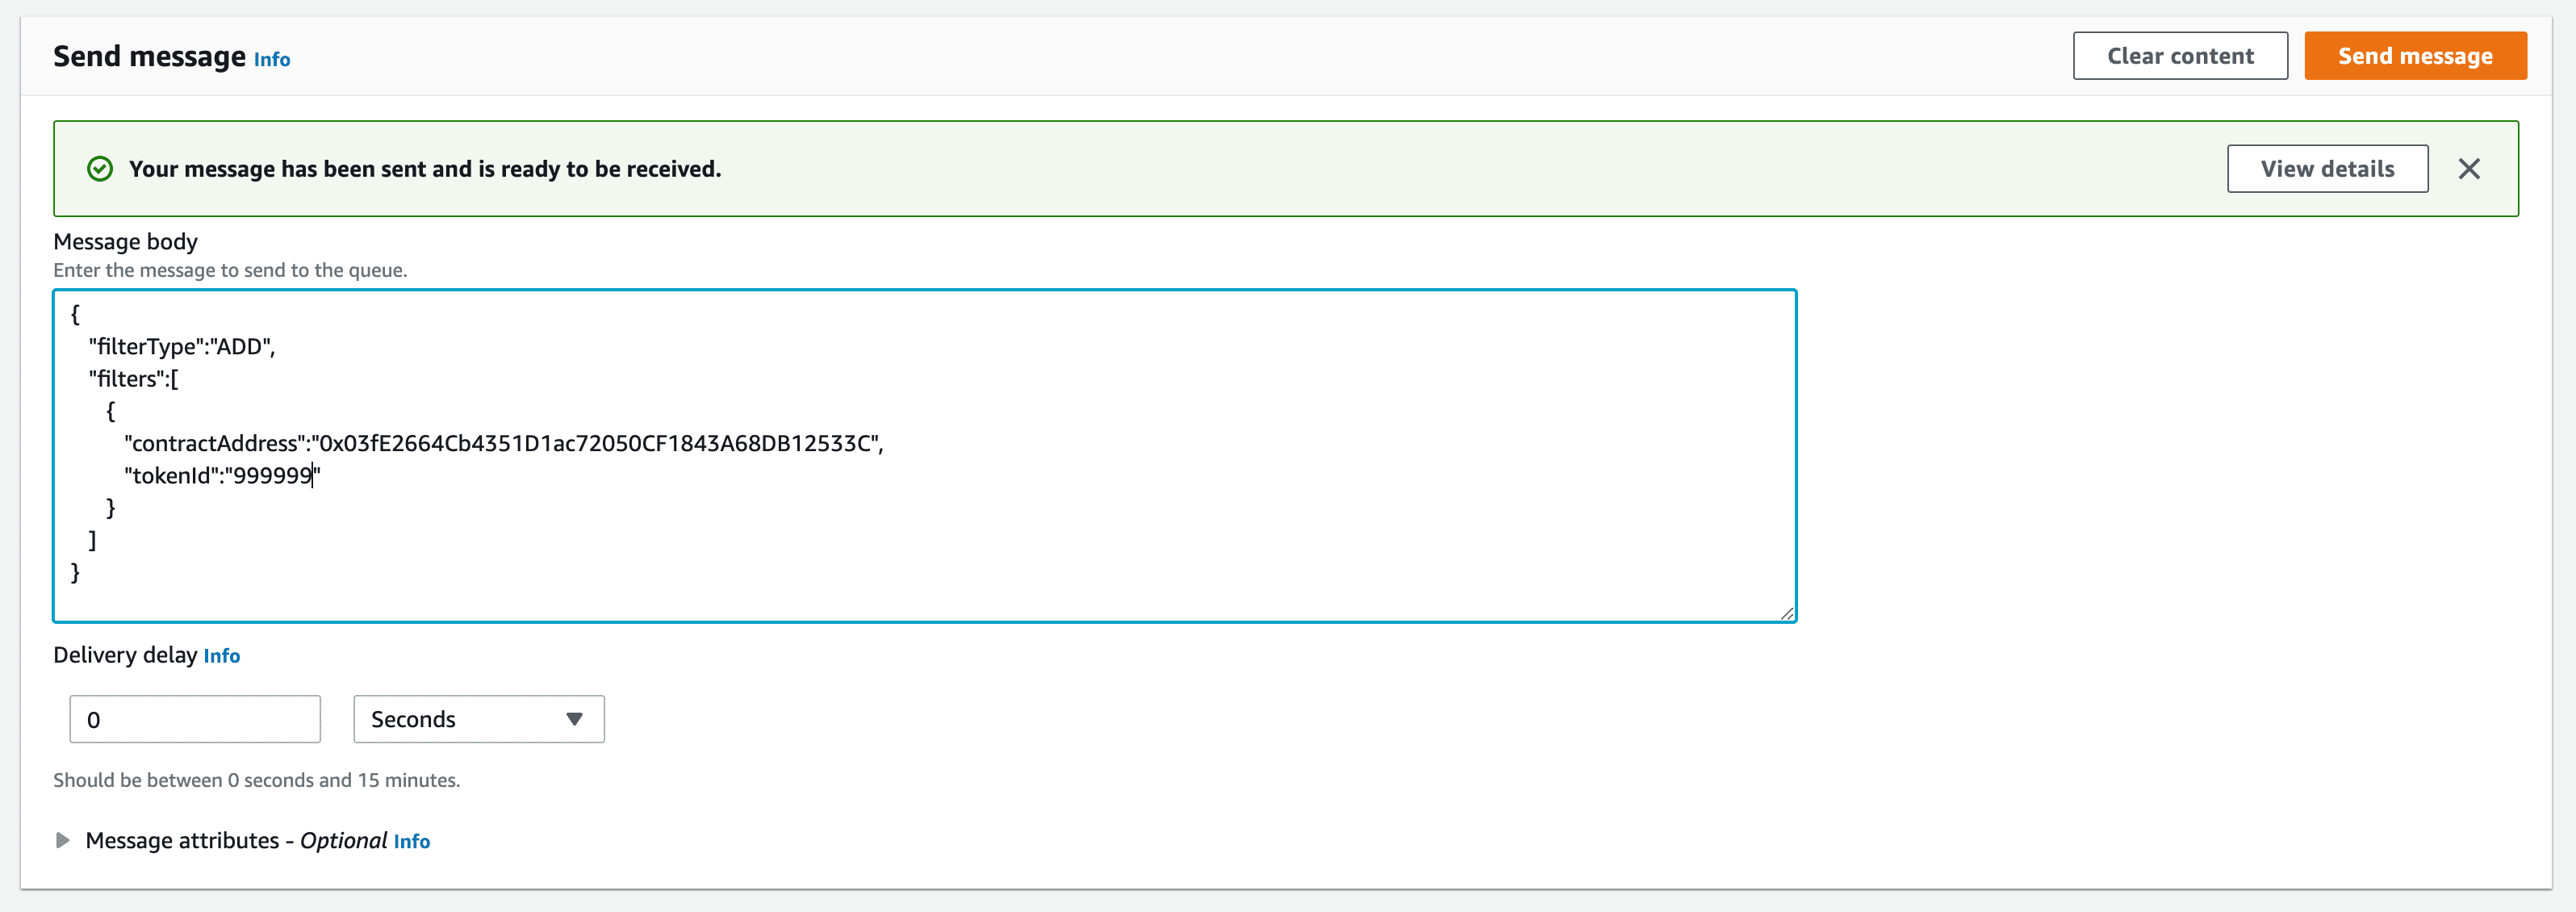 Send message Info
Clear content
Send message
Your message has been sent and is ready to be received.
View details
Message body
Enter the message to send to the queue.
{
"filterType":"ADD",
"filters":[
{
"contractAddress":"0x03fE2664Cb4351D1ac72050CF1843A68DB12533C",
"tokenId":"999999"
}
]
}
Delivery delay Info
0
Seconds
Should be between 0 seconds and 15 minutes.
Message attributes - Optional Info